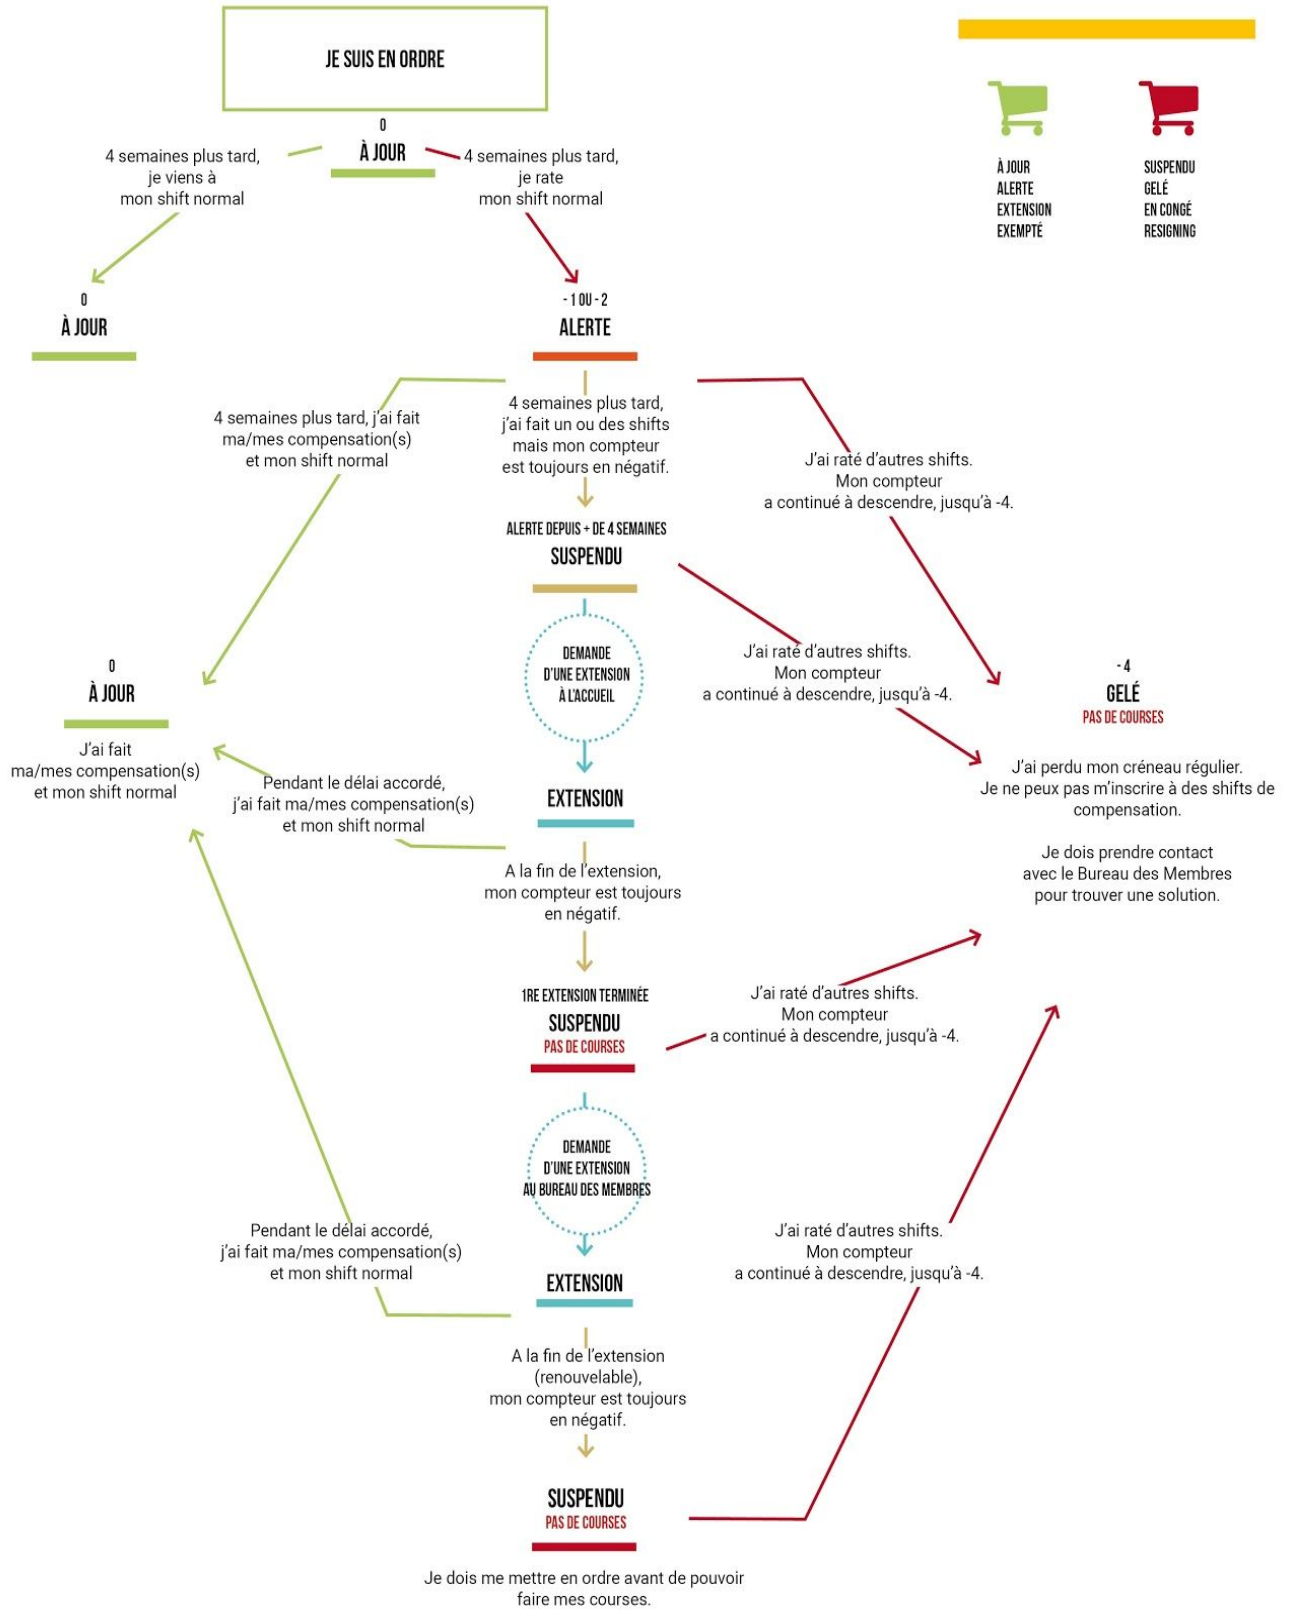 JE SUIS EN ORDRE
0
À JOUR
4 semaines plus tard,
je viens à
mon shift normal
4 semaines plus tard,
je rate
mon shift normal
À JOUR
ALERTE
EXTENSION
EXEMPTÉ
SUSPENDU
GELÉ
EN CONGÉ
RESIGNING
0
À JOUR
- 1 OU - 2
ALERTE
4 semaines plus tard, j'ai fait
ma/mes compensation(s)
et mon shift normal
4 semaines plus tard,
j'ai fait un ou des shifts
mais mon compteur
est toujours en négatif.
J'ai raté d'autres shifts.
Mon compteur
a continué à descendre, jusqu'à -4.
ALERTE DEPUIS + DE 4 SEMAINES
SUSPENDU
DEMANDE
D'UNE EXTENSION
À L'ACCUEIL
J'ai raté d'autres shifts.
Mon compteur
a continué à descendre, jusqu'à -4.
0
À JOUR
J'ai fait
ma/mes compensation(s)
et mon shift normal
- 4
GELÉ
PAS DE COURSES
J'ai perdu mon créneau régulier.
Je ne peux pas m'inscrire à des shifts de
compensation.
Je dois prendre contact
avec le Bureau des Membres
pour trouver une solution.
Pendant le délai accordé,
j'ai fait ma/mes compensation(s)
et mon shift normal
EXTENSION
A la fin de l'extension,
mon compteur est toujours
en négatif.
1RE EXTENSION TERMINÉE
SUSPENDU
PAS DE COURSES
J'ai raté d'autres shifts.
Mon compteur
a continué à descendre, jusqu'à -4.
DEMANDE
D'UNE EXTENSION
AU BUREAU DES MEMBRES
Pendant le délai accordé,
j'ai fait ma/mes compensation(s)
et mon shift normal
J'ai raté d'autres shifts.
Mon compteur
a continué à descendre, jusqu'à -4.
EXTENSION
A la fin de l'extension
(renouvelable),
mon compteur est toujours
en négatif.
SUSPENDU
PAS DE COURSES
Je dois me mettre en ordre avant de pouvoir
faire mes courses.